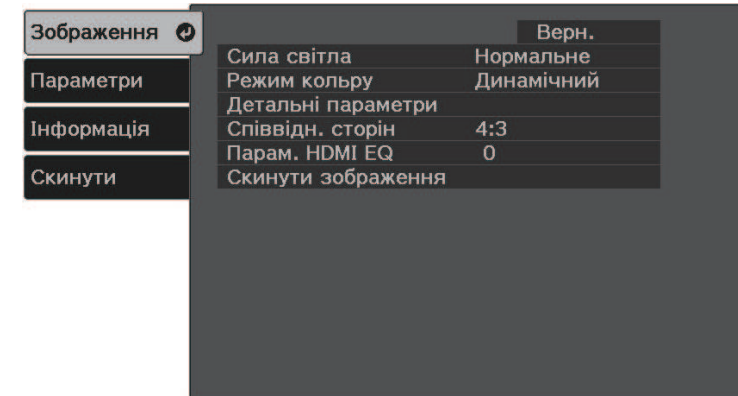 Зображення
Параметри
Інформація
Скинути
Верн.
Сила світла Нормальне
Режим кольру Динамічний
Детальні параметри
Співвідн. сторін 4:3
Парам. HDMI EQ 0
Скинути зображення